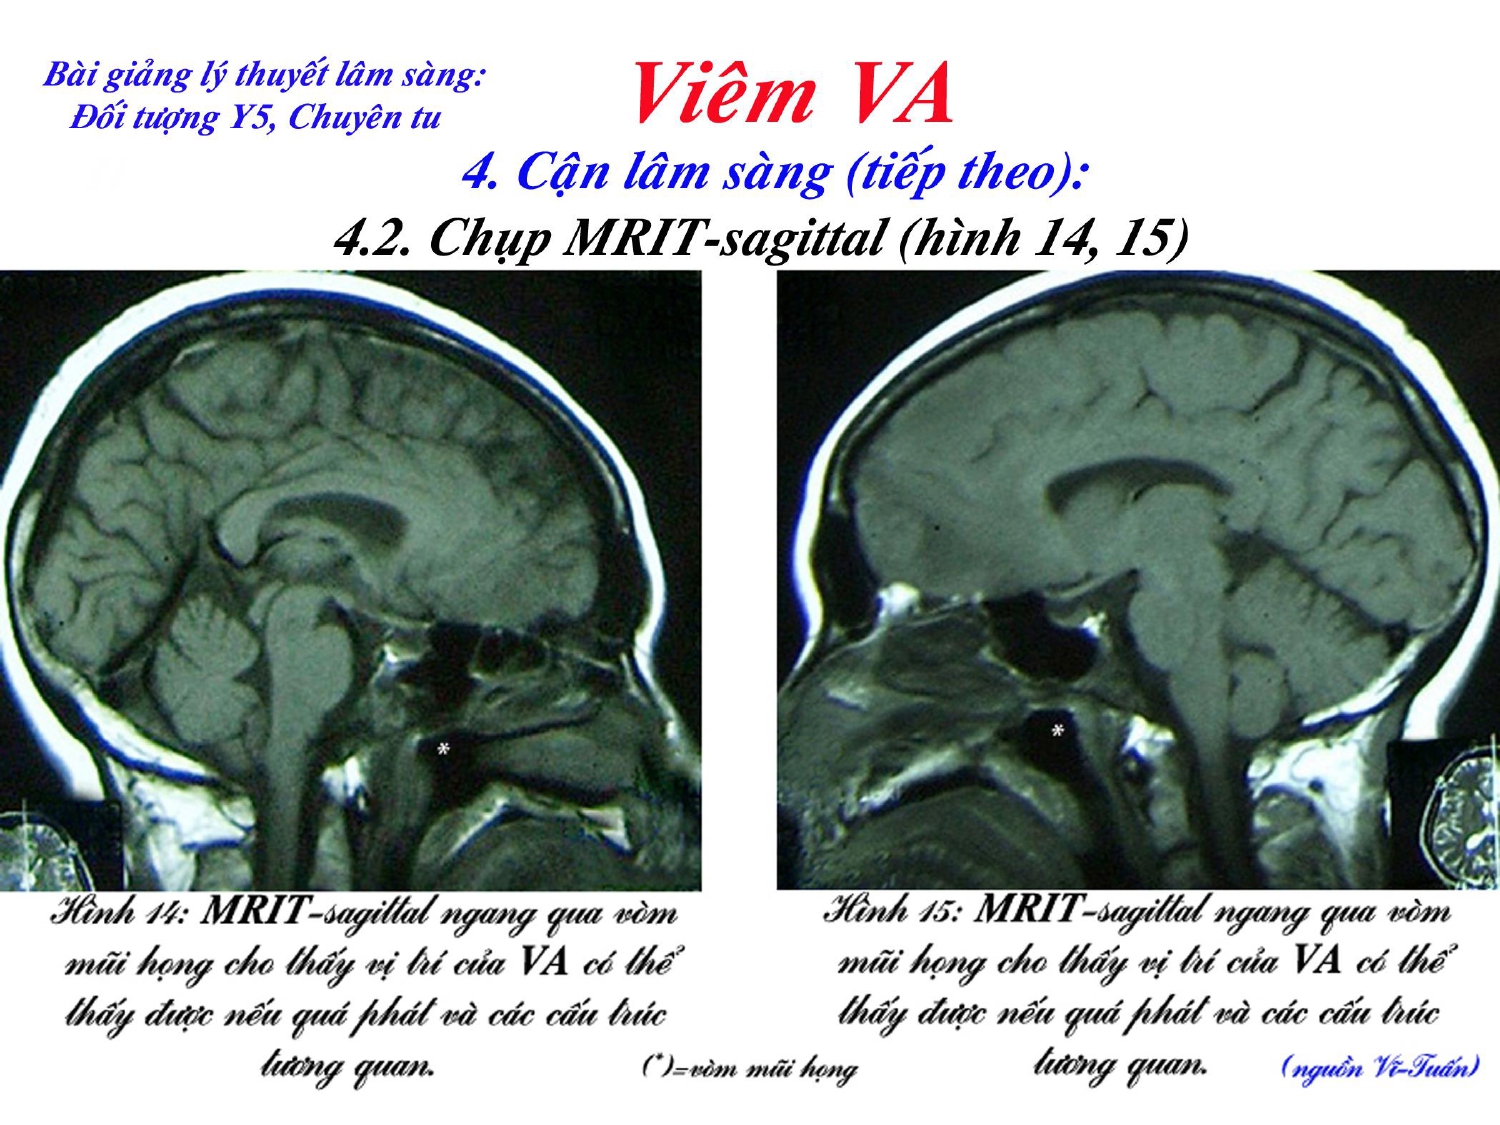 Bài giảng lý thuyết lâm sàng:
Đối tượng Y5, Chuyên tu
Viêm VA
4. Cận lâm sàng (tiếp theo):
4.2. Chụp MRIT-sagittal (hình 14, 15)
*
*
Hình 14: MRIT-sagittal ngang qua vòm
mũi họng cho thấy vị trí của VA có thể
thấy được nếu quá phát và các cấu trúc
tương quan.
Hình 15: MRIT-sagittal ngang qua vòm
mũi họng cho thấy vị trí của VA có thể
thấy được nếu quá phát và các cấu trúc
tương quan.
(*)=vòm mũi họng
(nguồn Vĩ-Tuấn)